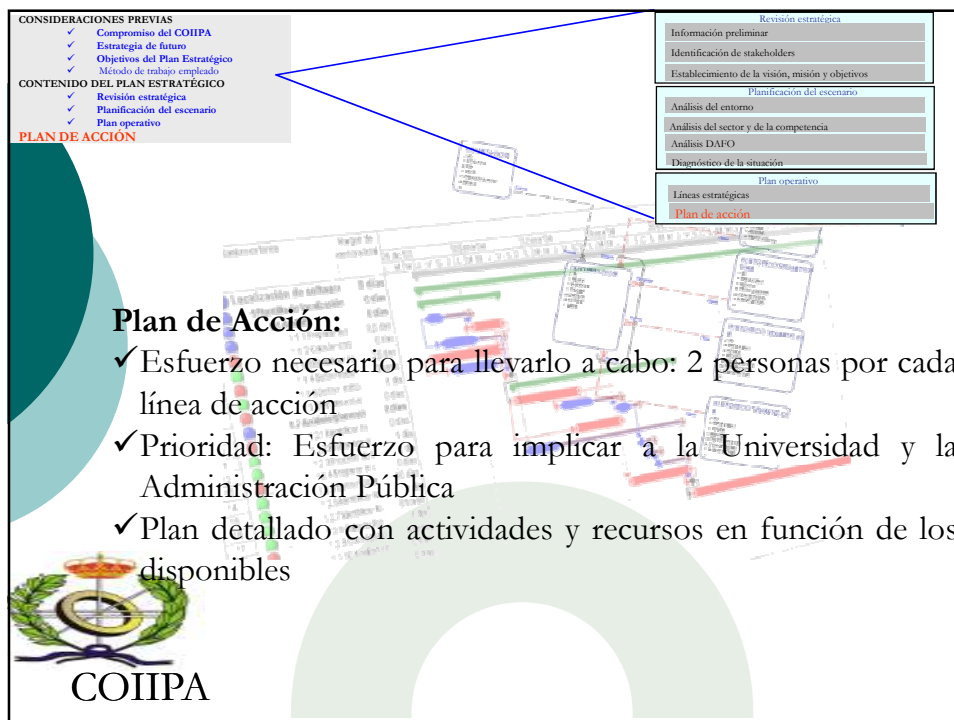 CONSIDERACIONES PREVIAS
✓ Compromiso del COIIPA
✓ Estrategia de futuro
✓ Objetivos del Plan Estratégico
✓ Método de trabajo empleado
CONTENIDO DEL PLAN ESTRATÉGICO
✓ Revisión estratégica
✓ Planificación del escenario
✓ Plan operativo
PLAN DE ACCIÓN
Revisión estratégica
Información preliminar
Identificación de stakeholders
Establecimiento de la visión, misión y objetivos
Planificación del escenario
Análisis del entorno
Análisis del sector y de la competencia
Análisis DAFO
Diagnóstico de la situación
Plan operativo
Líneas estratégicas
Plan de acción
Plan de Acción:
✓ Esfuerzo necesario para llevarlo a cabo: 2 personas por cada
línea de acción
✓ Prioridad: Esfuerzo para implicar a la Universidad y la
Administración Pública
✓ Plan detallado con actividades y recursos en función de los
disponibles
COIIPA